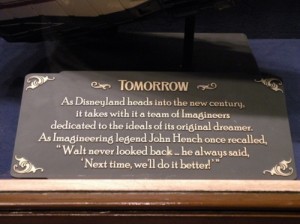 TOMORROW
As Disneyland heads into the new century,
it takes with it a team of Imagineers
dedicated to the ideals of its original dreamer.
As Imagineering legend John Hench once recalled,
"Walt never looked back... he always said,
'Next time, we'll do it better!'"